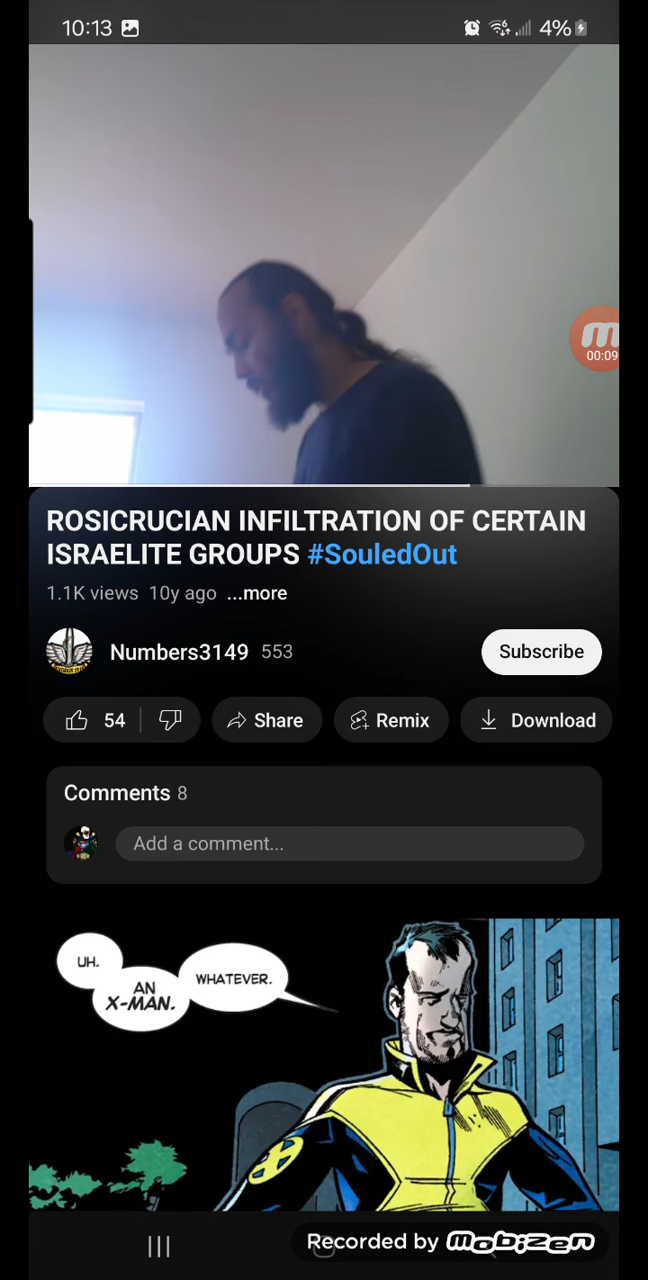 10:13
4%
00:09
ROSICRUCIAN INFILTRATION OF CERTAIN
ISRAELITE GROUPS #SouledOut
1.1K views 10y ago ...more
Numbers3149 553
Subscribe
54
Share
Remix
Download
Comments 8
Add a comment...
UH.
AN
X-MAN.
WHATEVER.
Recorded by mobizen